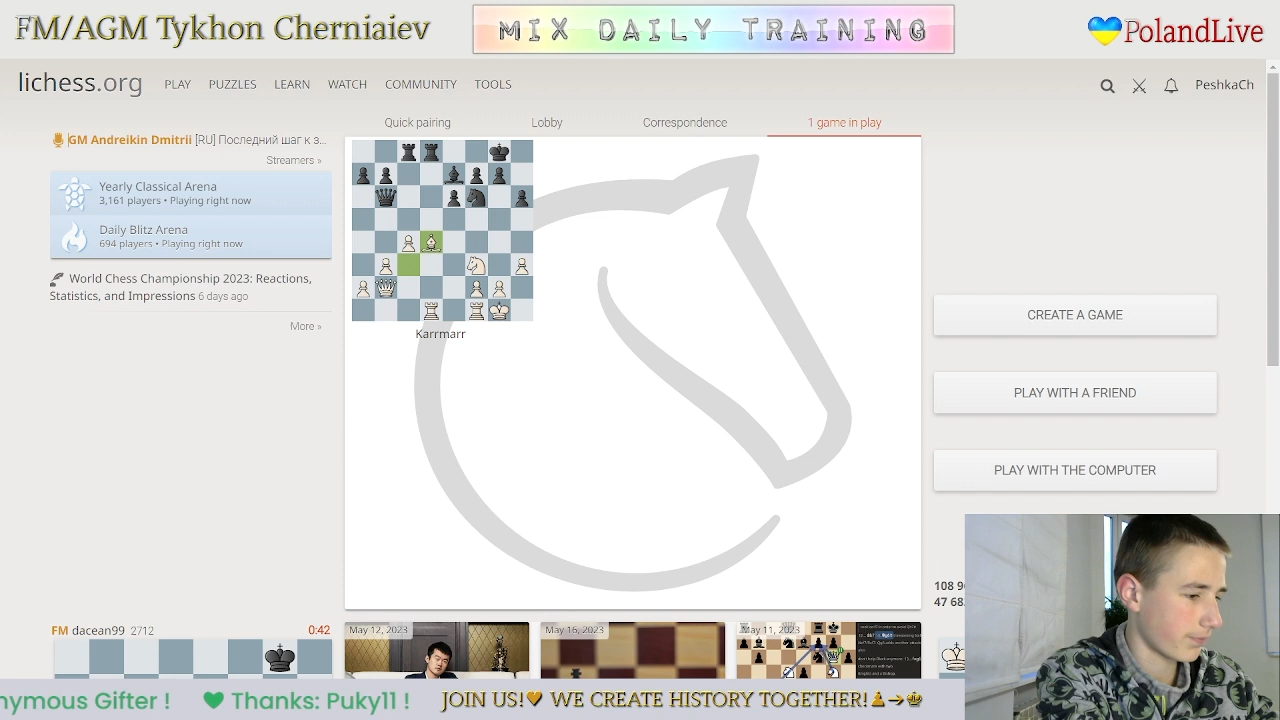 FM/AGM Tykhon Cherniaiev
MIX DAILY TRAINING
PolandLive
lichess.org PLAY PUZZLES LEARN WATCH COMMUNITY TOOLS PeshkaCh
Quick pairing Lobby Correspondence 1 game in play
GM Andreikin Dmitrii [RU] Последний шаг к з...
Streamers »
Yearly Classical Arena
3,161 players • Playing right now
Daily Blitz Arena
694 players • Playing right now
World Chess Championship 2023: Reactions,
Statistics, and Impressions 6 days ago
More »
Karrmarr
CREATE A GAME
PLAY WITH A FRIEND
PLAY WITH THE COMPUTER
108 9
47 68
FM dacean99 2712 0:42
May 12, 2023
May 16, 2023
May 11, 2023
nymous Gifter ! Thanks: Puky11 !
JOIN US! WE CREATE HISTORY TOGETHER!